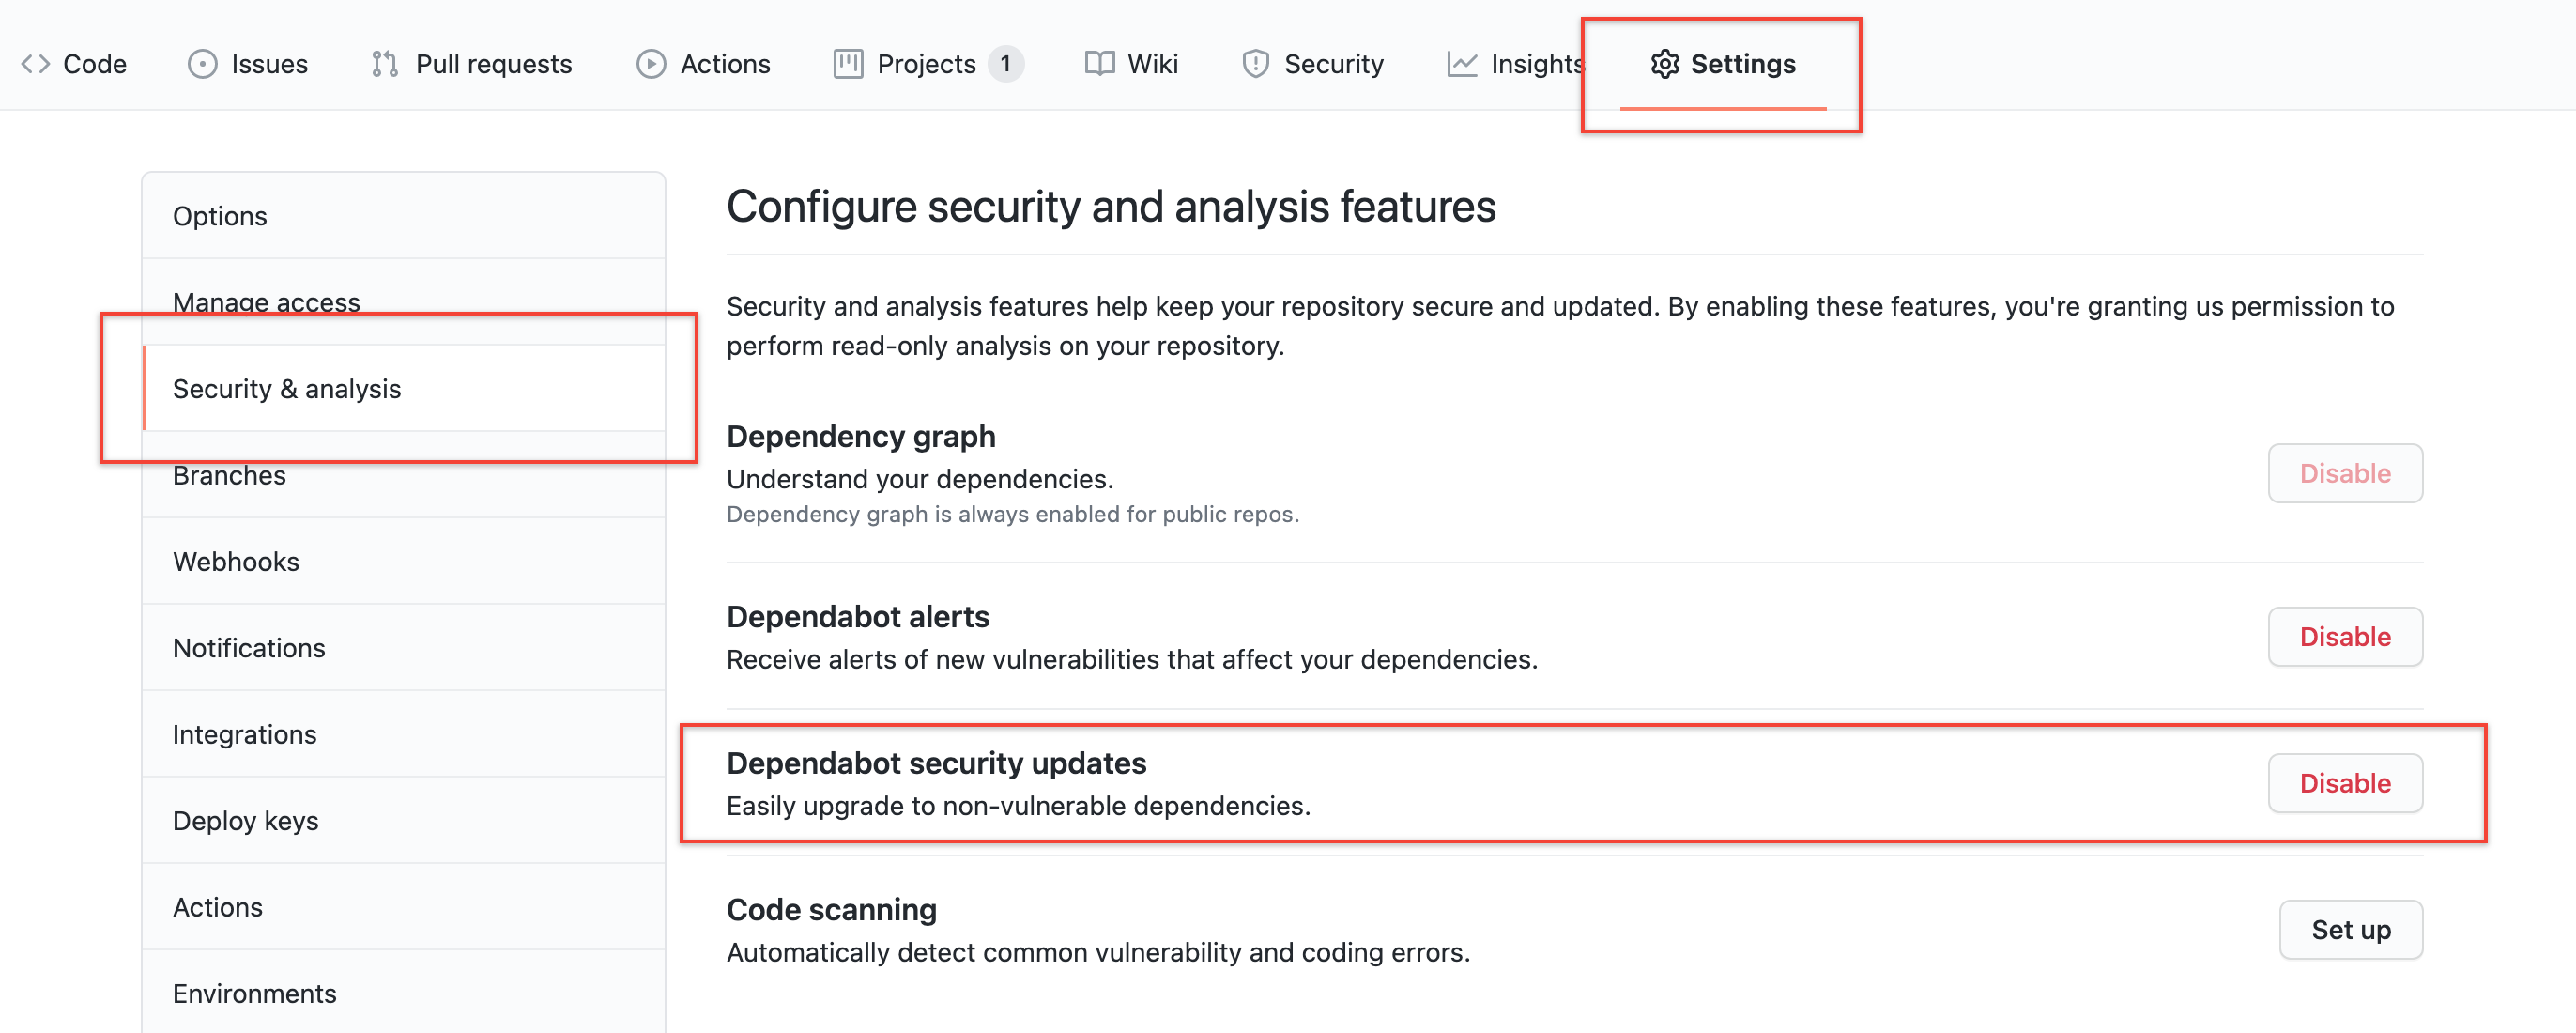 Code Issues Pull requests Actions Projects 1 Wiki Security Insights Settings
Options
Manage access
Security & analysis
Branches
Webhooks
Notifications
Integrations
Deploy keys
Actions
Environments
Configure security and analysis features
Security and analysis features help keep your repository secure and updated. By enabling these features, you're granting us permission to
perform read-only analysis on your repository.
Dependency graph
Understand your dependencies.
Dependency graph is always enabled for public repos.
Disable
Dependabot alerts
Receive alerts of new vulnerabilities that affect your dependencies.
Disable
Dependabot security updates
Easily upgrade to non-vulnerable dependencies.
Disable
Code scanning
Automatically detect common vulnerability and coding errors.
Set up